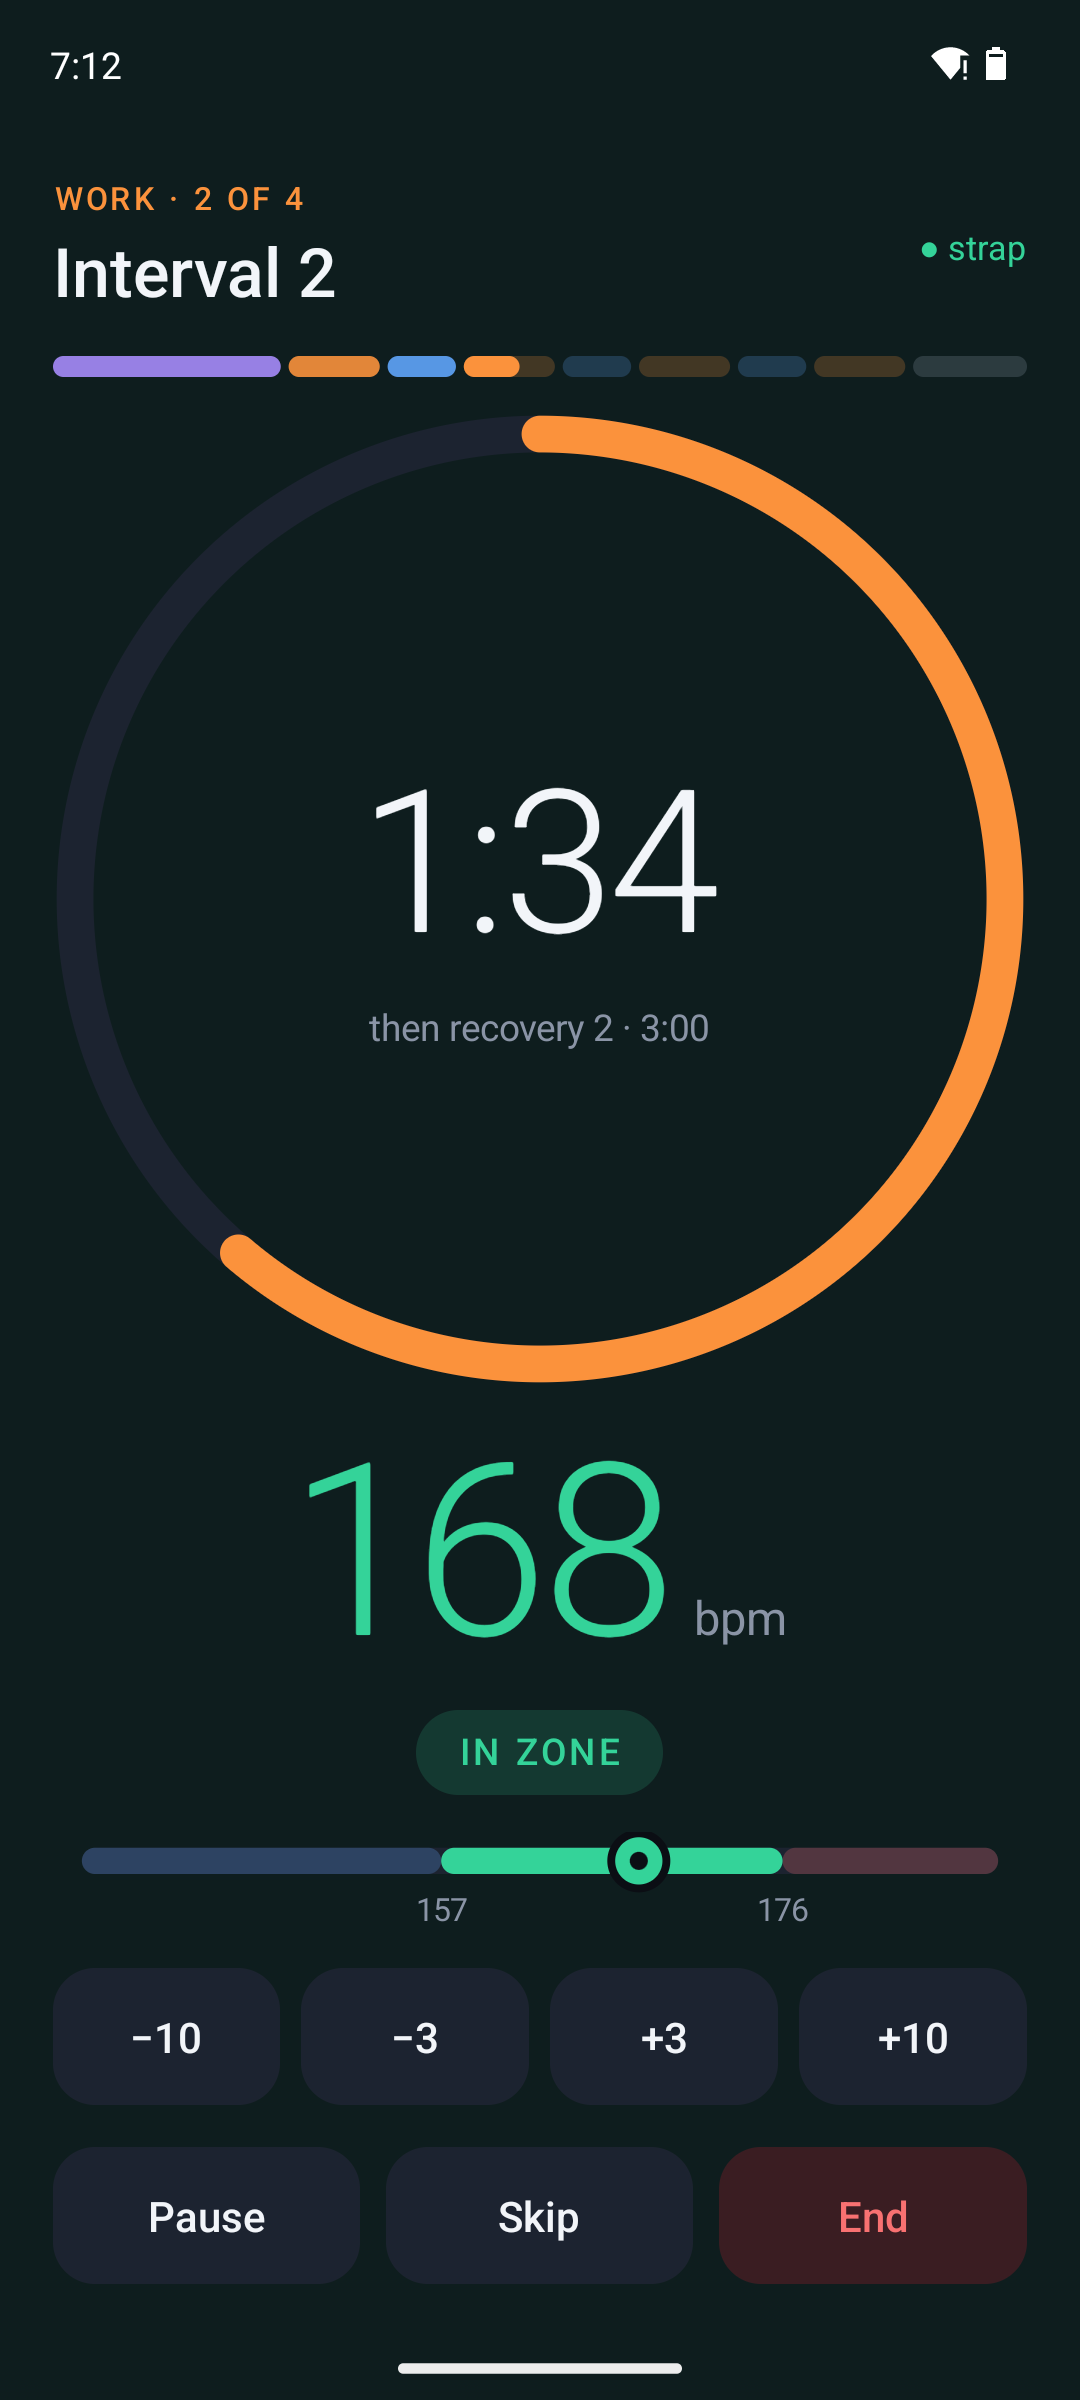 7:12
WORK · 2 OF 4
Interval 2
strap
1:34
then recovery 2 · 3:00
168 bpm
IN ZONE
157 176
−10 −3 +3 +10
Pause Skip End